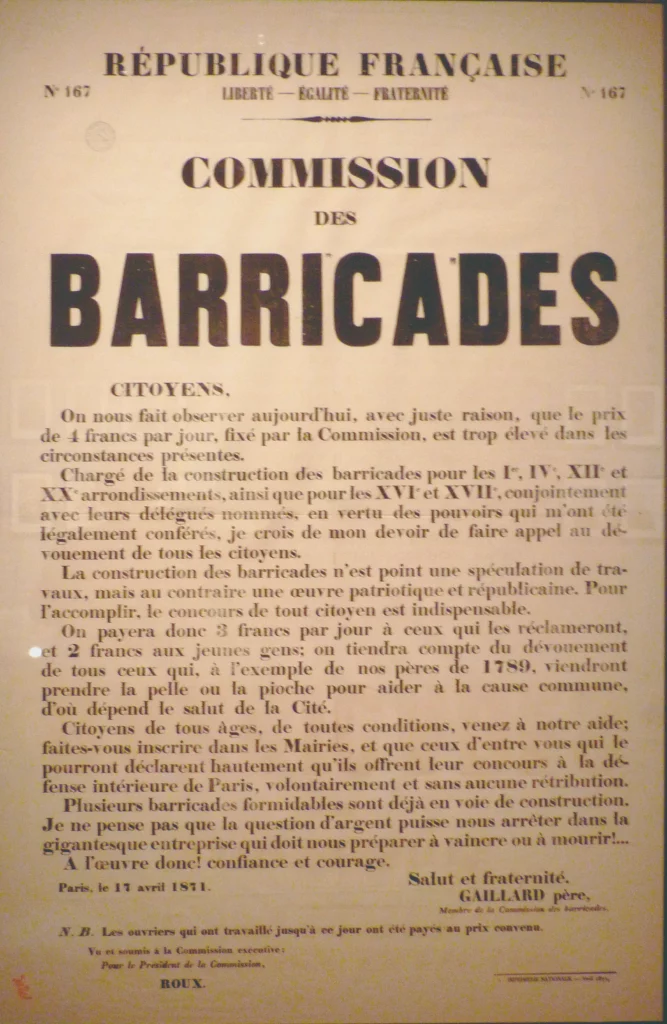 RÉPUBLIQUE FRANÇAISE
N° 167 LIBERTÉ — ÉGALITÉ — FRATERNITÉ N° 167
COMMISSION
DES
BARRICADES
CITOYENS,
On nous fait observer aujourd'hui, avec juste raison, que le prix
de 4 francs par jour, fixé par la Commission, est trop élevé dans les
circonstances présentes.
Chargé de la construction des barricades pour les Ier, IVe, XIIe et
XXe arrondissements, ainsi que pour les XVIe et XVIIe, conjointement
avec leurs délégués nommés, en vertu des pouvoirs qui m'ont été
légalement conférés, je crois de mon devoir de faire appel au dé-
vouement de tous les citoyens.
La construction des barricades n'est point une spéculation de tra-
vaux, mais au contraire une œuvre patriotique et républicaine. Pour
l'accomplir, le concours de tout citoyen est indispensable.
On payera donc 3 francs par jour à ceux qui les réclameront,
et 2 francs aux jeunes gens; on tiendra compte du dévouement
de tous ceux qui, à l'exemple de nos pères de 1789, viendront
prendre la pelle ou la pioche pour aider à la cause commune,
d'où dépend le salut de la Cité.
Citoyens de tous âges, de toutes conditions, venez à notre aide;
faites-vous inscrire dans les Mairies, et que ceux d'entre vous qui le
pourront déclarent hautement qu'ils offrent leur concours à la dé-
fense intérieure de Paris, volontairement et sans aucune rétribution.
Plusieurs barricades formidables sont déjà en voie de construction.
Je ne pense pas que la question d'argent puisse nous arrêter dans la
gigantesque entreprise qui doit nous préparer à vaincre ou à mourir!...
A l'œuvre donc! confiance et courage.
Salut et fraternité.
Paris, le 17 avril 1871.
GAILLARD père,
Membre de la Commission des barricades.
N. B. Les ouvriers qui ont travaillé jusqu'à ce jour ont été payés au prix convenu.
Vu et soumis à la Commission executive:
Pour le Président de la Commission,
ROUX.
IMPRIMERIE NATIONALE. — Avril 1871.